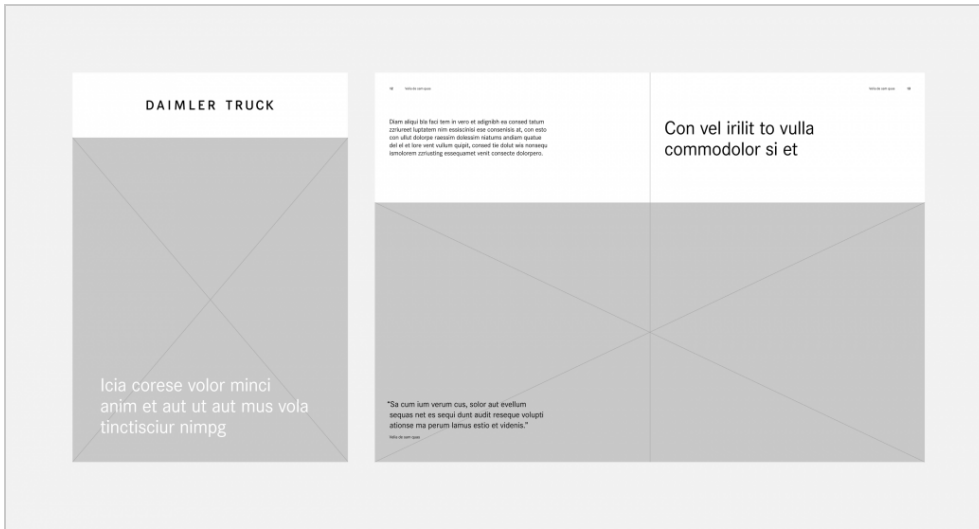 DAIMLER TRUCK
Icia corese volor minci
anim et aut ut aut mus vola
tinctisciur nimpg
Diam aliqui bla faci tem in vero et adignibh ea consed tatum
zzriureet luptatem nim essiscinisi ese consenisis at, con esto
con ullut dolorpe raessim dolessim niatums andiam quatue
del el et lore vent vullum quipit, consed tie dolut wis nonsequ
ismolorem zzriusting essequamet venit consecte dolorpero.
Con vel irilit to vulla
commodolor si et
“Sa cum ium verum cus, solor aut evellum
sequas net es sequi dunt audit reseque volupti
ationse ma perum lamus estio et videnis.”